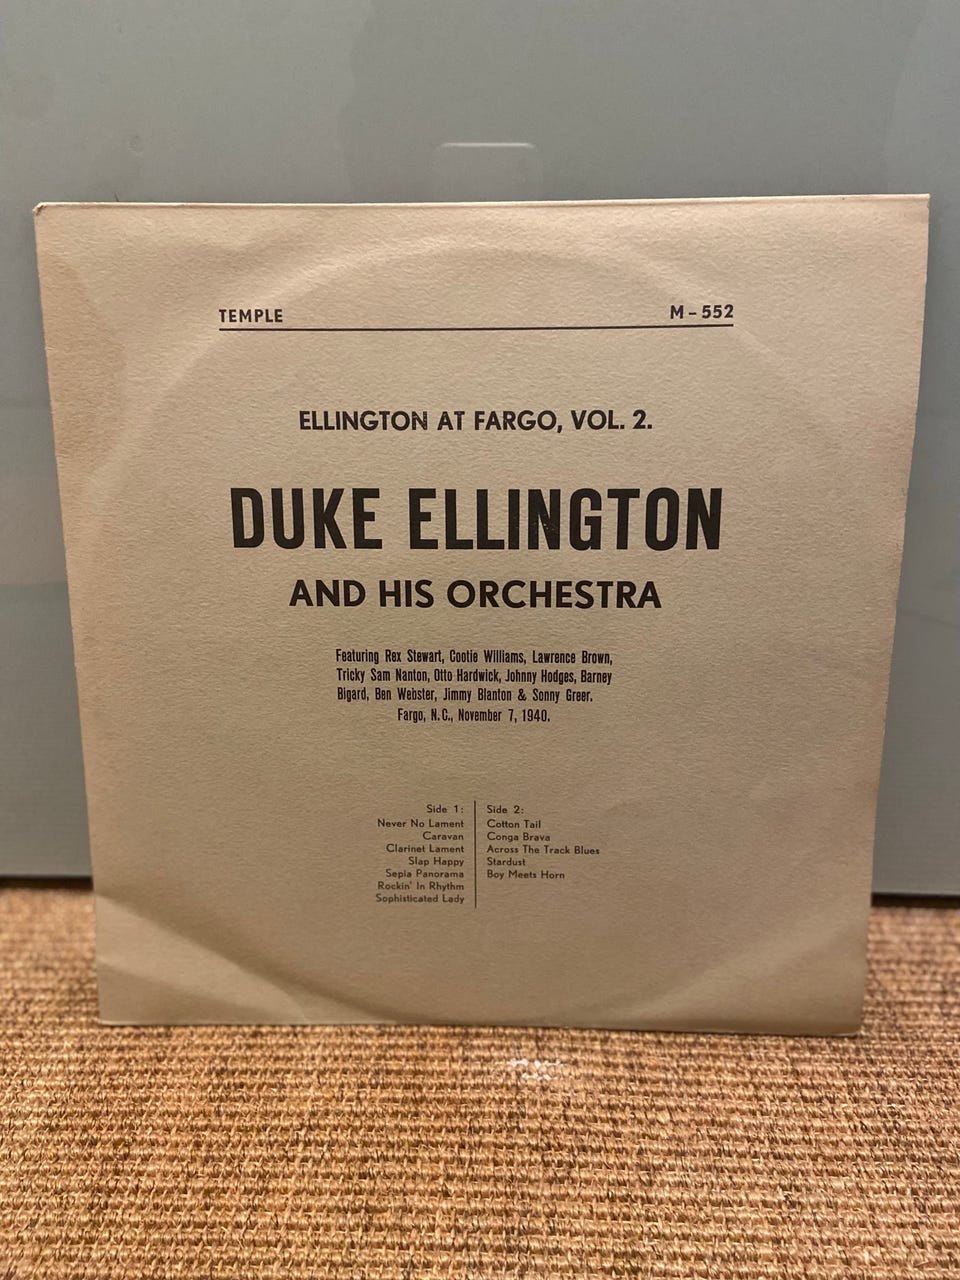 TEMPLE M-552
ELLINGTON AT FARGO, VOL. 2.
DUKE ELLINGTON
AND HIS ORCHESTRA
Featuring Rex Stewart, Cootie Williams, Lawrence Brown,
Tricky Sam Nanton, Otto Hardwick, Johnny Hodges, Barney
Bigard, Ben Webster, Jimmy Blanton & Sonny Greer.
Fargo, N.C., November 7, 1940.
Side 1:
Never No Lament
Caravan
Clarinet Lament
Slap Happy
Sepia Panorama
Rockin' In Rhythm
Sophisticated Lady
Side 2:
Cotton Tail
Conga Brava
Across The Track Blues
Stardust
Boy Meets Horn